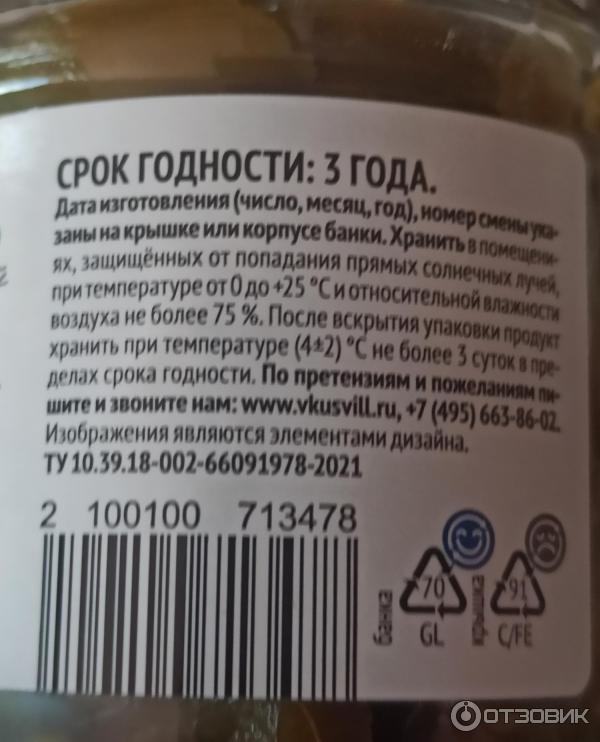 СРОК ГОДНОСТИ: 3 ГОДА.
Дата изготовления (число, месяц, год), номер смены ука-
заны на крышке или корпусе банки. Хранить в помещени-
ях, защищённых от попадания прямых солнечных лучей,
при температуре от 0 до +25 °С и относительной влажности
воздуха не более 75 %. После вскрытия упаковки продукт
хранить при температуре (4±2) °С не более 3 суток в пре-
делах срока годности. По претензиям и пожеланиям пи-
шите и звоните нам: www.vkusvill.ru, +7 (495) 663-86-02.
Изображения являются элементами дизайна.
ТУ 10.39.18-002-66091978-2021
2 100100 713478
банка
70
GL
крышка
91
C/FE
ОТЗОВИК